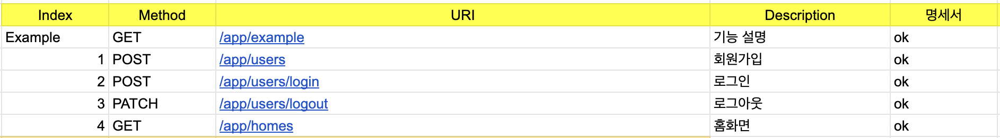 Index Method URI Description 명세서
Example GET /app/example 기능 설명 ok
1 POST /app/users 회원가입 ok
2 POST /app/users/login 로그인 ok
3 PATCH /app/users/logout 로그아웃 ok
4 GET /app/homes 홈화면 ok